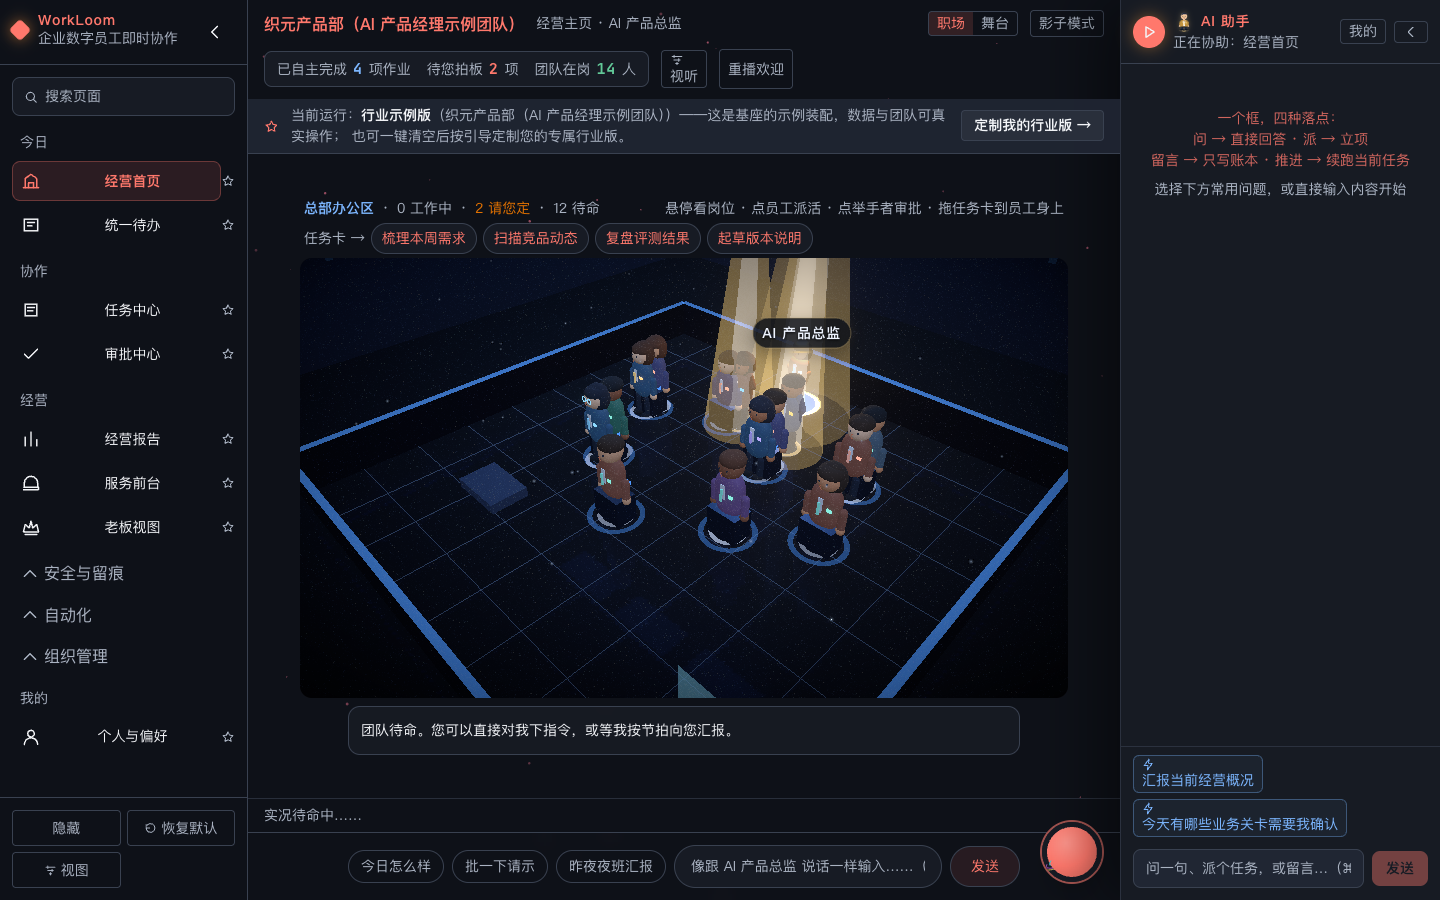 WorkLoom
企业数字员工即时协作
搜索页面
今日
经营首页
统一待办
协作
任务中心
审批中心
经营
经营报告
服务前台
老板视图
安全与留痕
自动化
组织管理
我的
个人与偏好
隐藏
恢复默认
视图
织元产品部（AI 产品经理示例团队）
经营主页 · AI 产品总监
职场 舞台
影子模式
已自主完成 4 项作业 待您拍板 2 项 团队在岗 14 人
视听
重播欢迎
当前运行：行业示例版（织元产品部（AI 产品经理示例团队））——这是基座的示例装配，数据与团队可真
实操作； 也可一键清空后按引导定制您的专属行业版。
定制我的行业版 →
总部办公区 · 0 工作中 · 2 请您定 · 12 待命
悬停看岗位 · 点员工派活 · 点举手者审批 · 拖任务卡到员工身上
任务卡 → 梳理本周需求 扫描竞品动态 复盘评测结果 起草版本说明
AI 产品总监
团队待命。您可以直接对我下指令，或等我按节拍向您汇报。
实况待命中……
今日怎么样 批一下请示 昨夜夜班汇报 像跟 AI 产品总监 说话一样输入…… （ 发送
AI 助手
正在协助：经营首页
我的
一个框，四种落点：
问 → 直接回答 · 派 → 立项
留言 → 只写账本 · 推进 → 续跑当前任务
选择下方常用问题，或直接输入内容开始
汇报当前经营概况
今天有哪些业务关卡需要我确认
问一句、派个任务，或留言…（⌘
发送